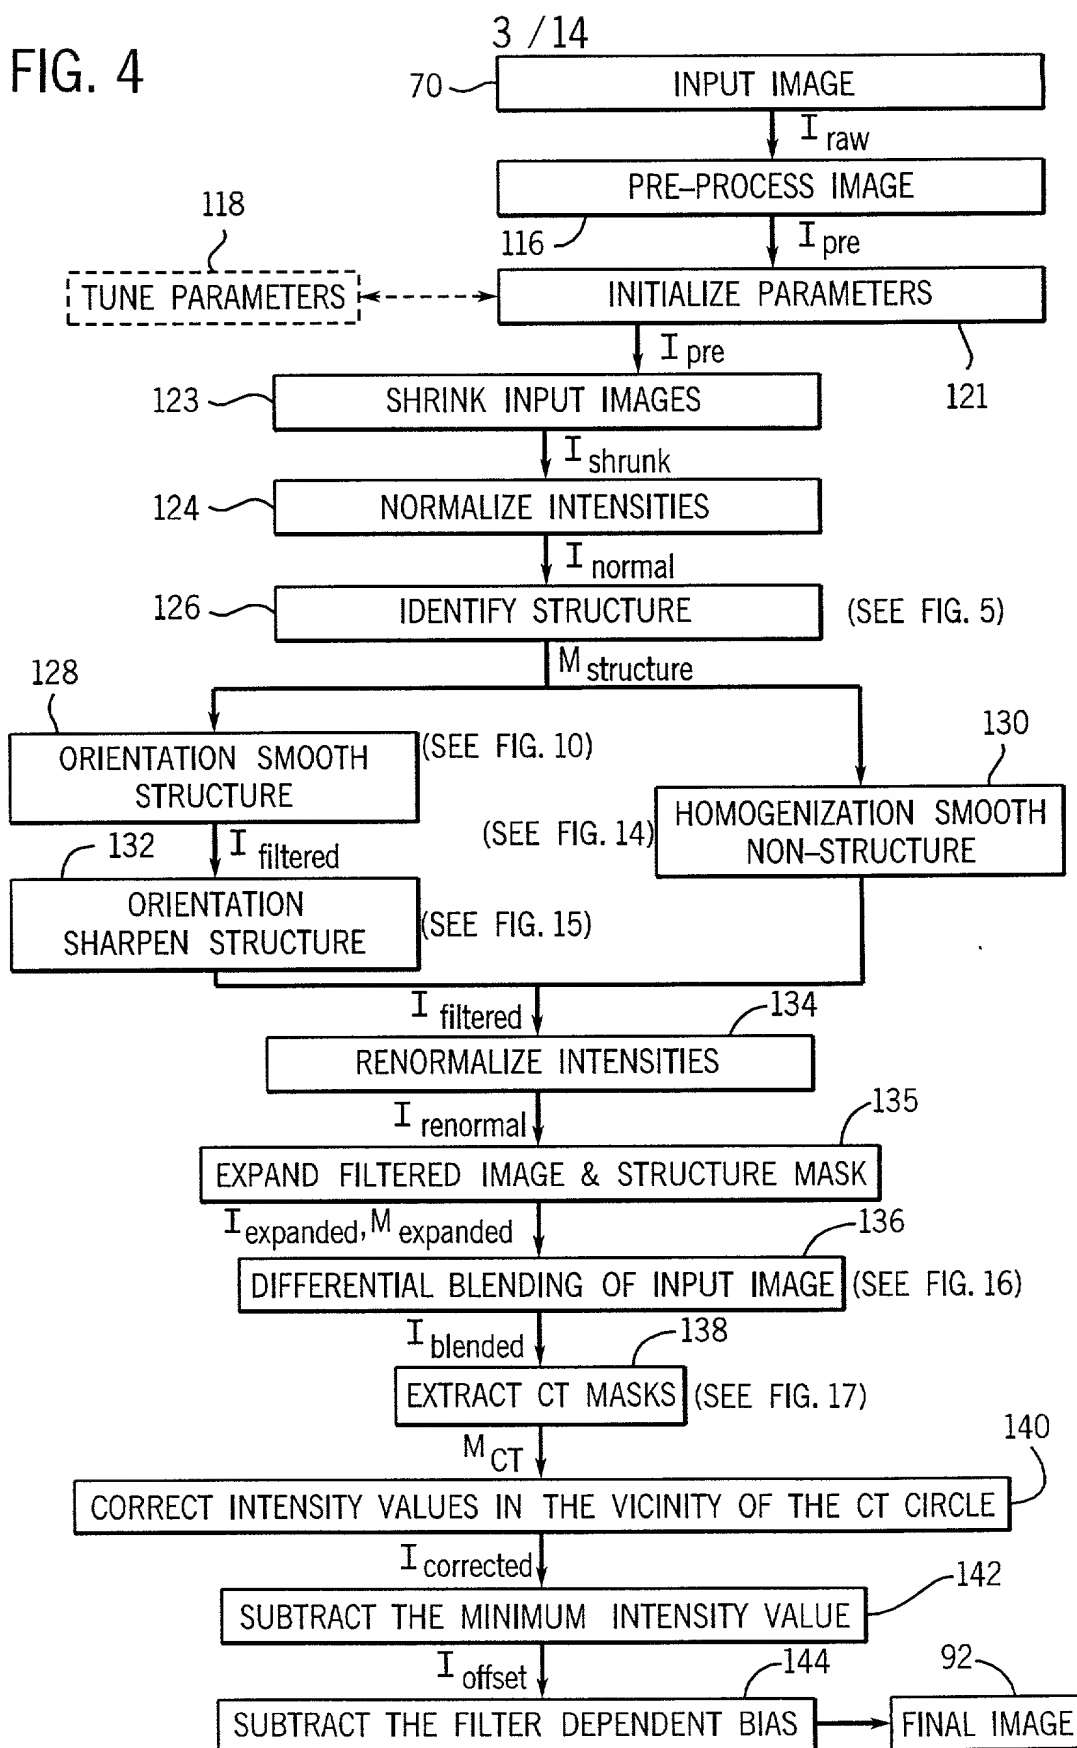 3 / 14
FIG. 4
70
INPUT IMAGE
I raw
PRE-PROCESS IMAGE
116
I pre
118
TUNE PARAMETERS
INITIALIZE PARAMETERS
121
I pre
123
SHRINK INPUT IMAGES
I shrunk
124
NORMALIZE INTENSITIES
I normal
126
IDENTIFY STRUCTURE
(SEE FIG. 5)
M structure
128
ORIENTATION SMOOTH
STRUCTURE
(SEE FIG. 10)
130
HOMOGENIZATION SMOOTH
NON-STRUCTURE
(SEE FIG. 14)
132
I filtered
ORIENTATION
SHARPEN STRUCTURE
(SEE FIG. 15)
I filtered
134
RENORMALIZE INTENSITIES
I renormal
135
EXPAND FILTERED IMAGE & STRUCTURE MASK
I expanded, M expanded
136
DIFFERENTIAL BLENDING OF INPUT IMAGE
(SEE FIG. 16)
I blended
138
EXTRACT CT MASKS
(SEE FIG. 17)
M CT
140
CORRECT INTENSITY VALUES IN THE VICINITY OF THE CT CIRCLE
I corrected
142
SUBTRACT THE MINIMUM INTENSITY VALUE
I offset
144
92
SUBTRACT THE FILTER DEPENDENT BIAS
FINAL IMAGE